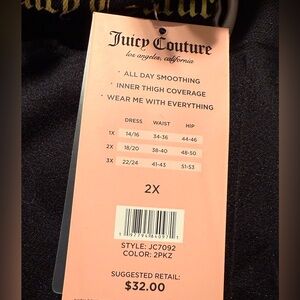 Juicy Couture
los angeles, california
· ALL DAY SMOOTHING
· INNER THIGH COVERAGE
· WEAR ME WITH EVERYTHING
DRESS WAIST HIP
1X 14/16 34-36 44-46
2X 18/20 38-40 48-50
3X 22/24 41-43 51-53
2X
STYLE: JC7092
COLOR: 2PKZ
SUGGESTED RETAIL:
$32.00